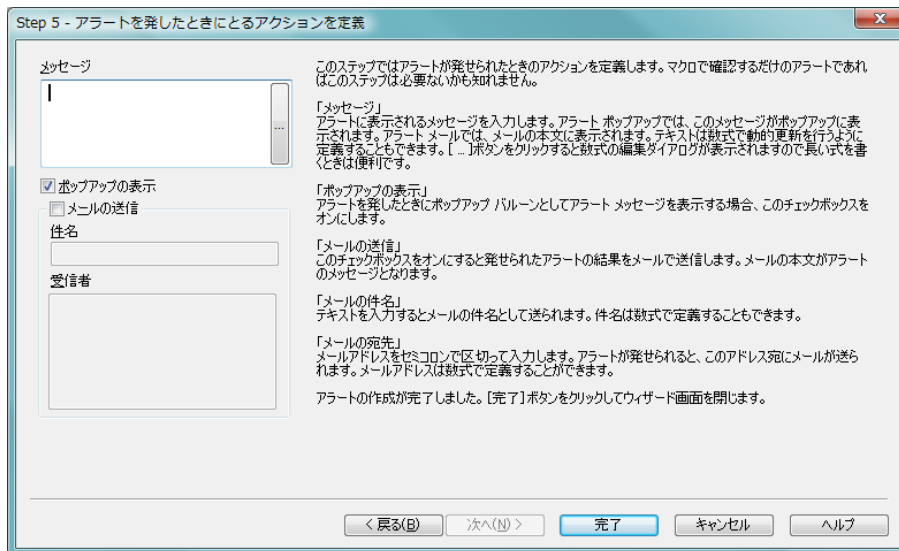 Step 5 - アラートを発したときにとるアクションを定義
メッセージ
...
ポップアップの表示
メールの送信
件名
受信者
このステップではアラートが発せられたときのアクションを定義します。マクロで確認するだけのアラートであれ
ばこのステップは必要ないかも知れません。
「メッセージ」
アラートに表示されるメッセージを入力します。アラート ポップアップでは、このメッセージがポップアップに表
示されます。アラート メールでは、メールの本文に表示されます。テキストは数式で動的更新を行うように
定義することもできます。[ ...]ボタンをクリックすると数式の編集ダイアログが表示されますので長い式を書
くときは便利です。
「ポップアップの表示」
アラートを発したときにポップアップ バルーンとしてアラート メッセージを表示する場合、このチェックボックスを
オンにします。
「メールの送信」
このチェックボックスをオンにすると発せられたアラートの結果をメールで送信します。メールの本文がアラート
のメッセージとなります。
「メールの件名」
テキストを入力するとメールの件名として送られます。件名は数式で定義することもできます。
「メールの宛先」
メールアドレスをセミコロンで区切って入力します。アラートが発せられると、このアドレス宛にメールが送ら
れます。メールアドレスは数式で定義することができます。
アラートの作成が完了しました。[完了]ボタンをクリックしてウィザード画面を閉じます。
< 戻る(B)
次へ(N) >
完了
キャンセル
ヘルプ